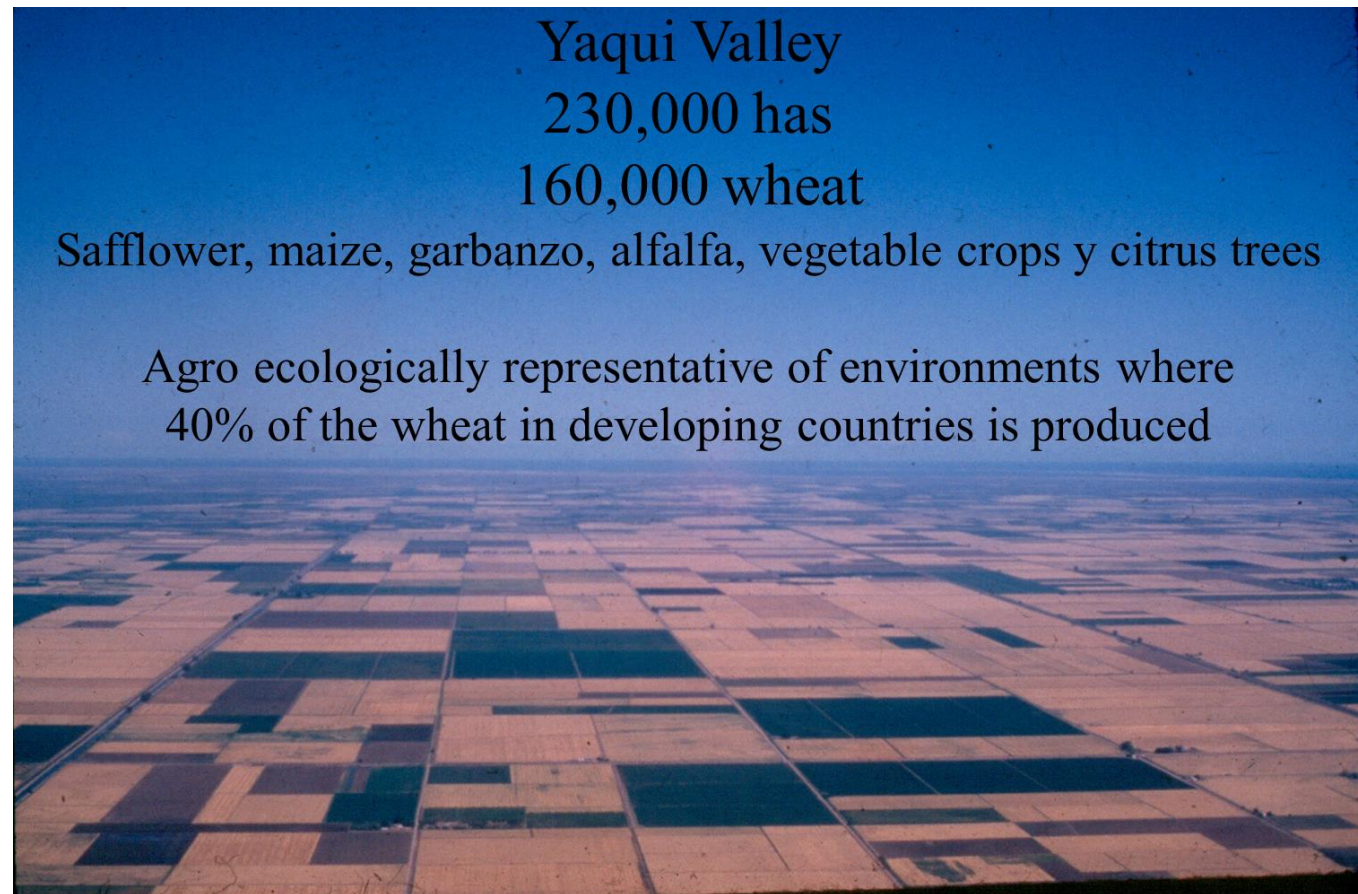 Yaqui Valley
230,000 has
160,000 wheat
Safflower, maize, garbanzo, alfalfa, vegetable crops y citrus trees
Agro ecologically representative of environments where
40% of the wheat in developing countries is produced